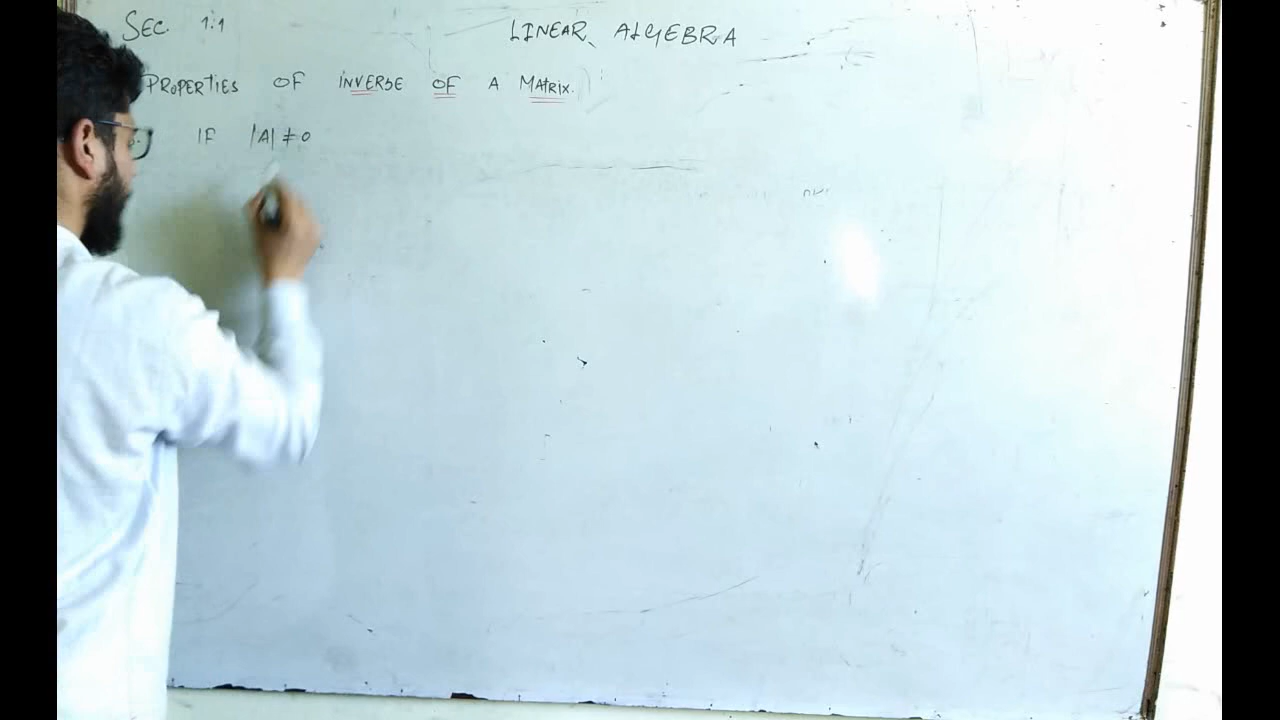 SEC. 1:1
LINEAR ALGEBRA
PROPERTIES OF INVERSE OF A MATRIX.
IF |A| ≠ 0